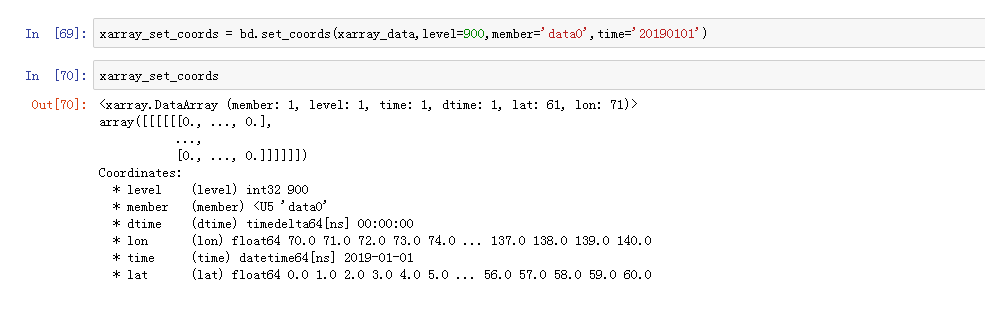 In [69]: xarray_set_coords = bd.set_coords(xarray_data,level=900,member='data0',time='20190101')
In [70]: xarray_set_coords
Out[70]: <xarray.DataArray (member: 1, level: 1, time: 1, dtime: 1, lat: 61, lon: 71)>
array([[[[[[0., ..., 0.],
...,
[0., ..., 0.]]]]]])
Coordinates:
* level (level) int32 900
* member (member) <U5 'data0'
* dtime (dtime) timedelta64[ns] 00:00:00
* lon (lon) float64 70.0 71.0 72.0 73.0 74.0 ... 137.0 138.0 139.0 140.0
* time (time) datetime64[ns] 2019-01-01
* lat (lat) float64 0.0 1.0 2.0 3.0 4.0 5.0 ... 56.0 57.0 58.0 59.0 60.0